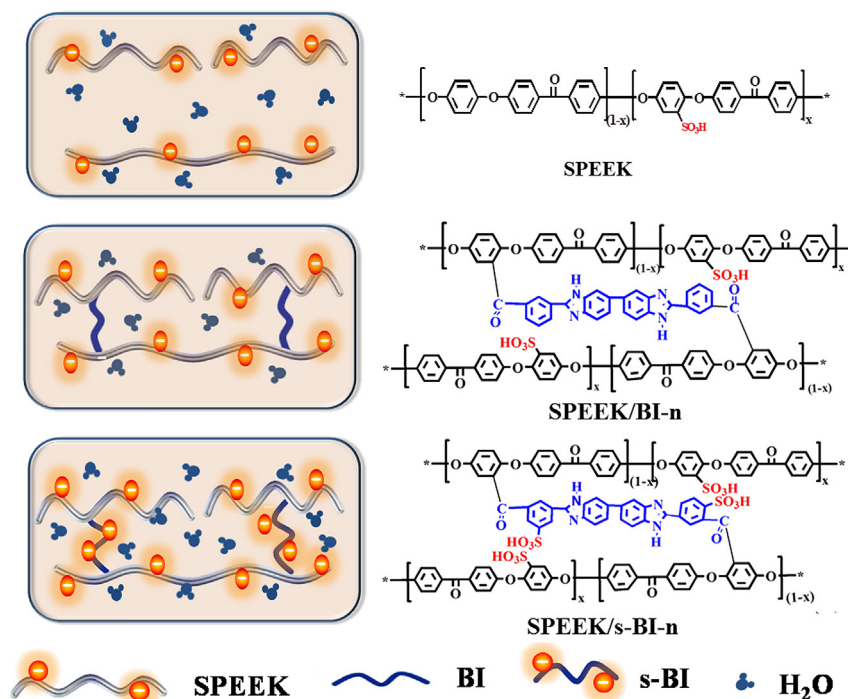 * O O O C (1-x) O O O C x *
SO₃H
SPEEK
* O O O C (1-x) O O O C x *
SO₃H
H
N N
C O N N C O
H
HO₃S
* C O O O x C O O O (1-x) *
SPEEK/BI-n
* O O O C (1-x) O O O C x *
SO₃H
H
N N SO₃H
C O N N C O
H
HO₃S
HO₃S
* C O O O x C O O O (1-x) *
SPEEK/s-BI-n
SPEEK BI s-BI H₂O